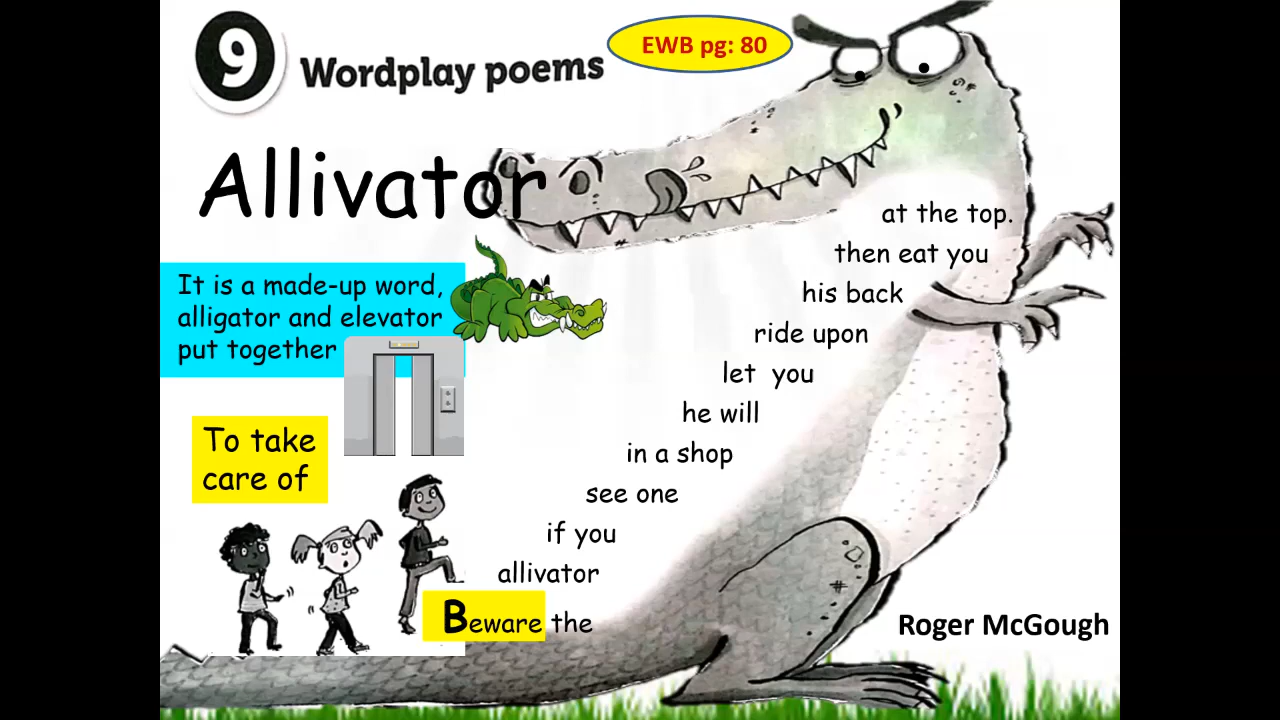 9 Wordplay poems
EWB pg: 80
Allivator
It is a made-up word,
alligator and elevator
put together
To take
care of
at the top.
then eat you
his back
ride upon
let you
he will
in a shop
see one
if you
allivator
Beware the
Roger McGough